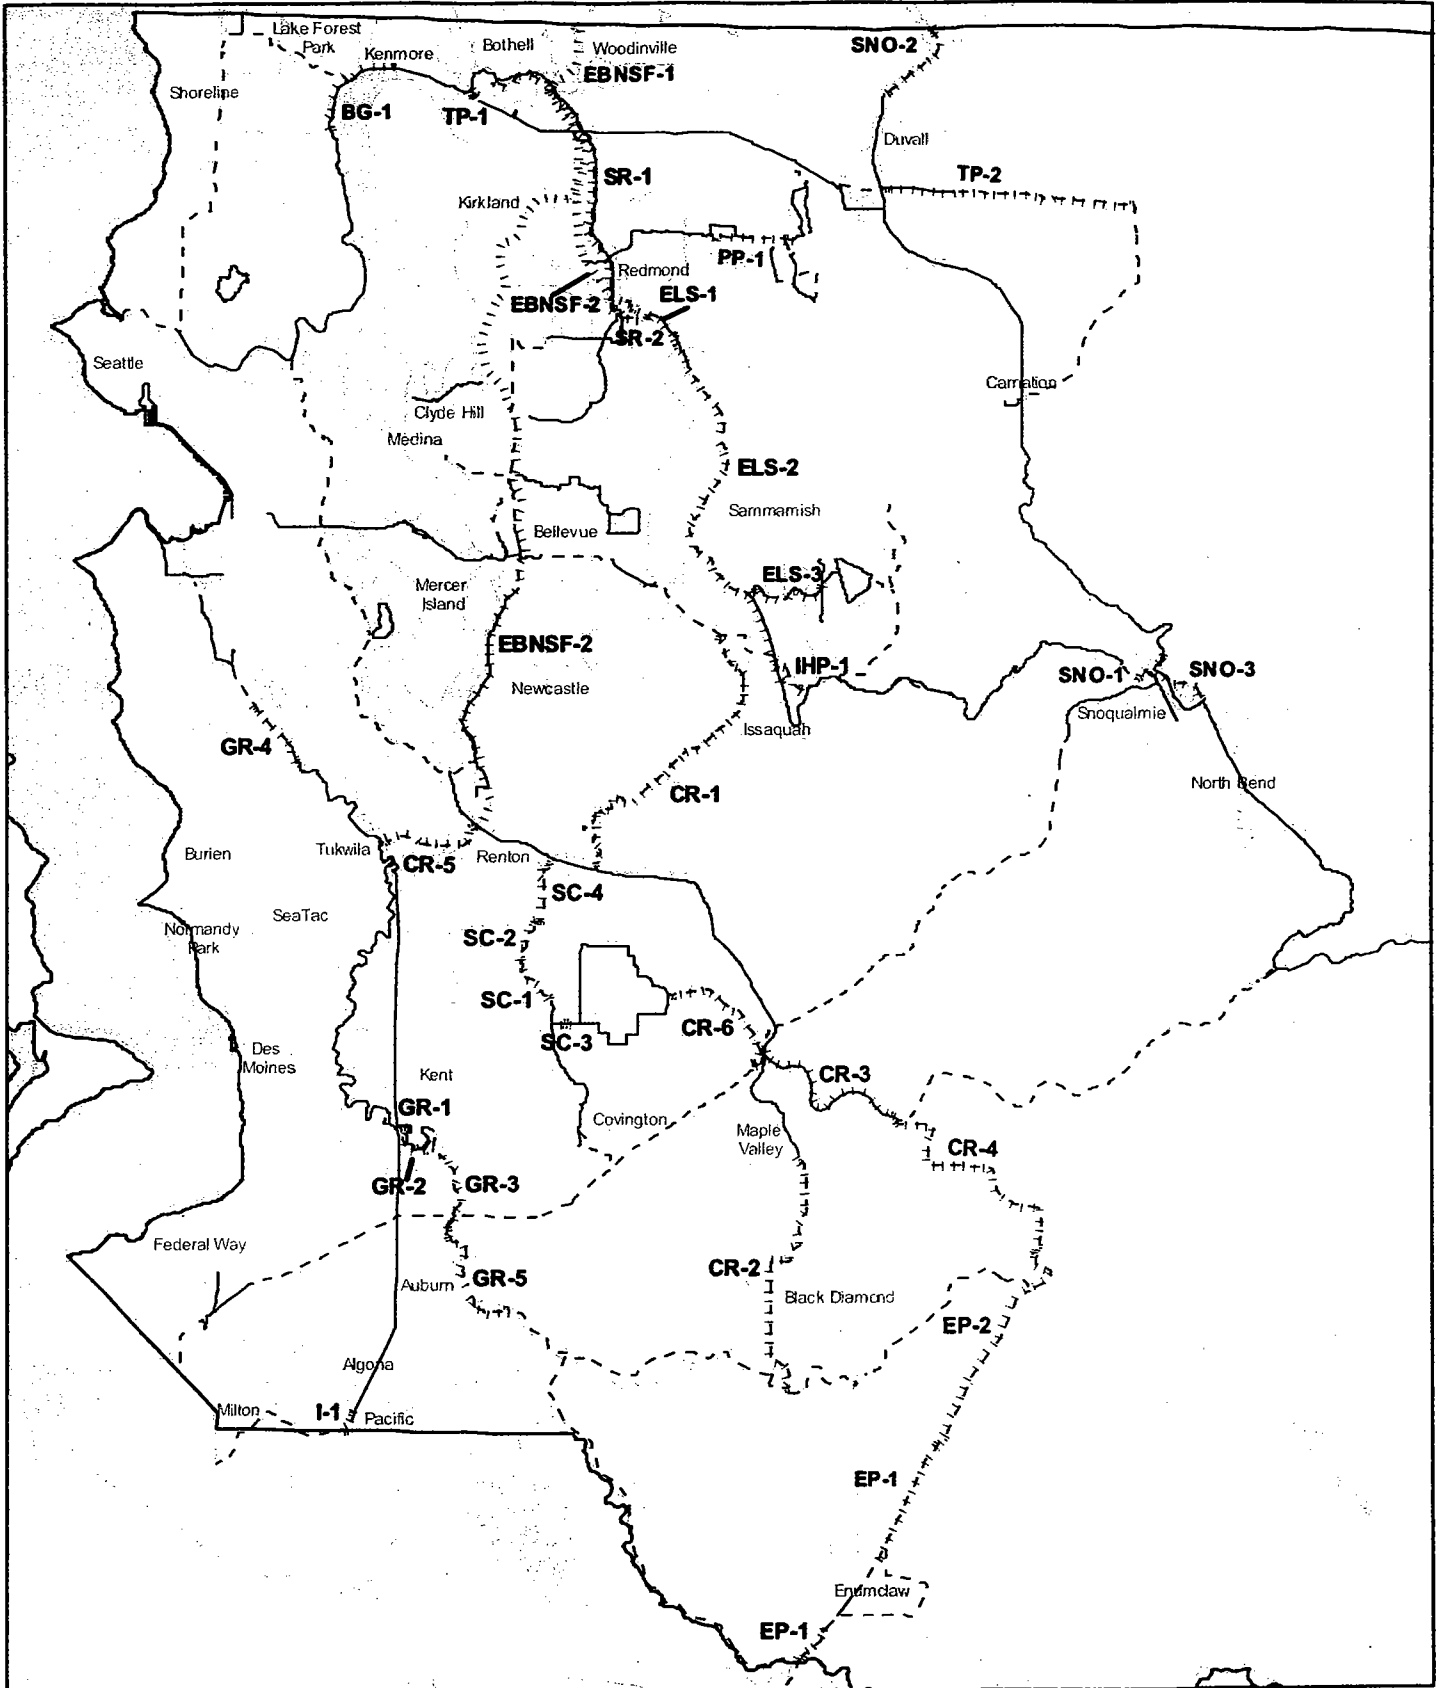 Lake Forest
Park
Kenmore
Bothell
Woodinville
SNO-2
EBNSF-1
Shoreline
BG-1
TP-1
Duvall
TP-2
SR-1
Kirkland
PP-1
Redmond
EBNSF-2
ELS-1
SR-2
Seattle
Carnation
Clyde Hill
Medina
ELS-2
Sammamish
Bellevue
ELS-3
Mercer
Island
EBNSF-2
IHP-1
SNO-1
SNO-3
Newcastle
Snoqualmie
Issaquah
GR-4
North Bend
CR-1
Burien
Tukwila
CR-5
Renton
SC-4
SeaTac
Normandy
Park
SC-2
SC-1
CR-6
SC-3
Des
Moines
Kent
CR-3
GR-1
Covington
Maple
Valley
CR-4
GR-2
GR-3
Federal Way
CR-2
Auburn
GR-5
Black Diamond
EP-2
Algona
Milton
I-1
Pacific
EP-1
Enumclaw
EP-1